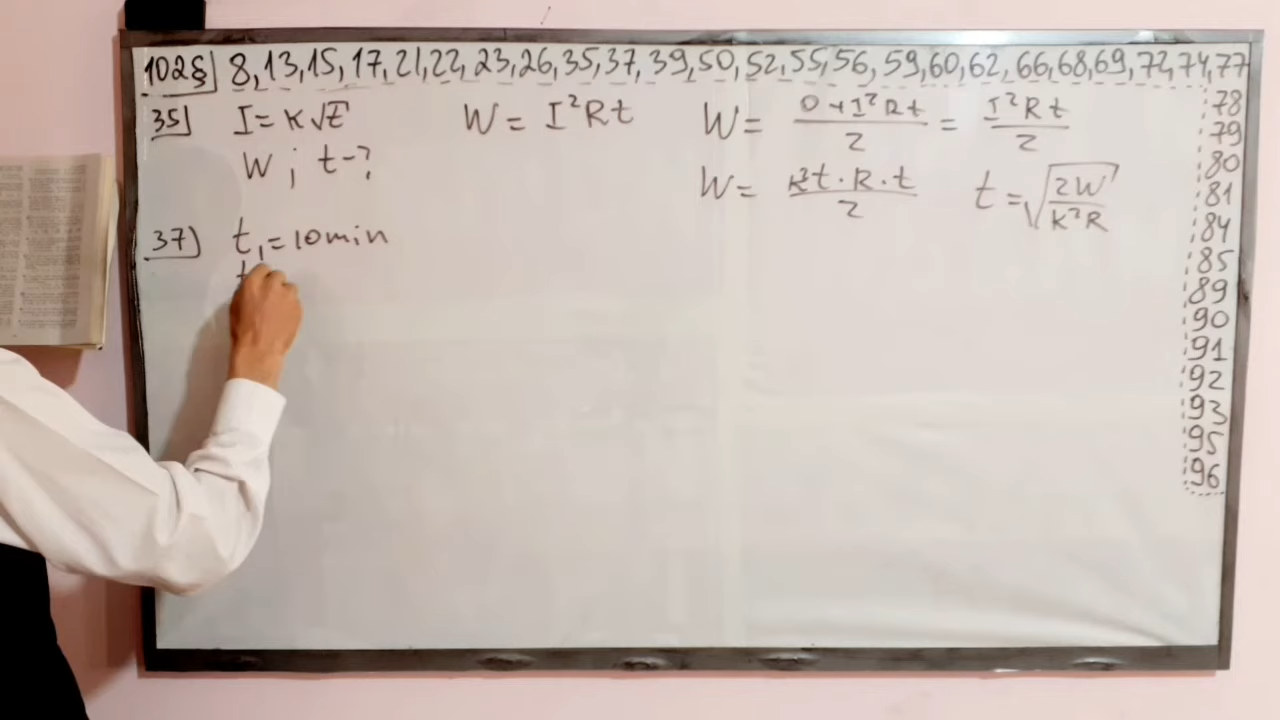 102§] 8, 13, 15, 17, 21, 22, 23, 26, 35, 37, 39, 50, 52, 55, 56, 59, 60, 62, 66, 68, 69, 72, 74, 77
78
79
80
81
84
85
89
90
91
92
93
95
96
35] I = K√t W = I²Rt W = (0 + I²Rt)/2 = I²Rt/2
W ; t-? W = K²t · R · t/2 t = √(2W/K²R)
37) t₁ = 10 min
t